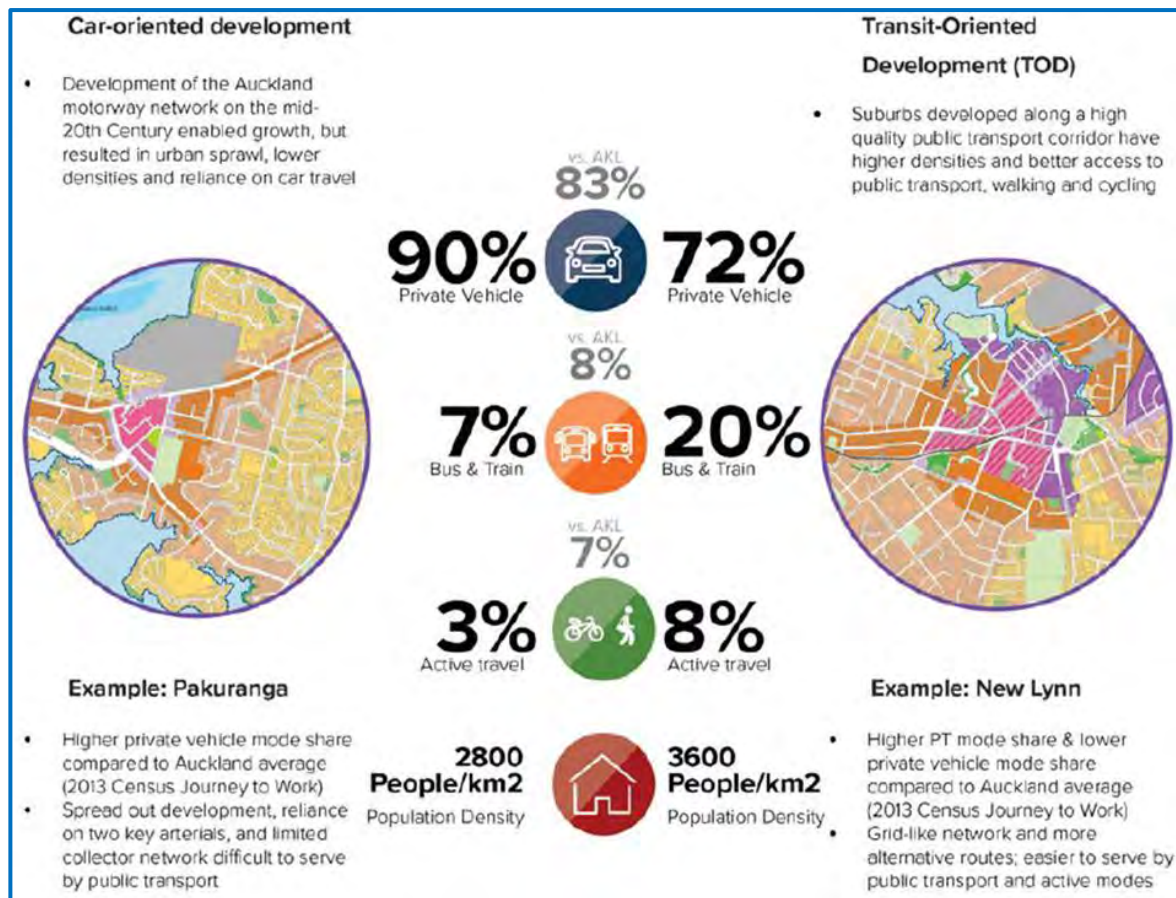 Car-oriented development
• Development of the Auckland
motorway network on the mid-
20th Century enabled growth, but
resulted in urban sprawl, lower
densities and reliance on car travel
Transit-Oriented
Development (TOD)
• Suburbs developed along a high
quality public transport corridor have
higher densities and better access to
public transport, walking and cycling
vs. AKL
83%
90%
Private Vehicle
72%
Private Vehicle
vs. AKL
8%
7%
Bus & Train
20%
Bus & Train
vs. AKL
7%
3%
Active travel
8%
Active travel
Example: Pakuranga
• Higher private vehicle mode share
compared to Auckland average
(2013 Census Journey to Work)
• Spread out development, reliance
on two key arterials, and limited
collector network difficult to serve
by public transport
2800
People/km2
Population Density
3600
People/km2
Population Density
Example: New Lynn
• Higher PT mode share & lower
private vehicle mode share
compared to Auckland average
(2013 Census Journey to Work)
• Grid-like network and more
alternative routes; easier to serve by
public transport and active modes